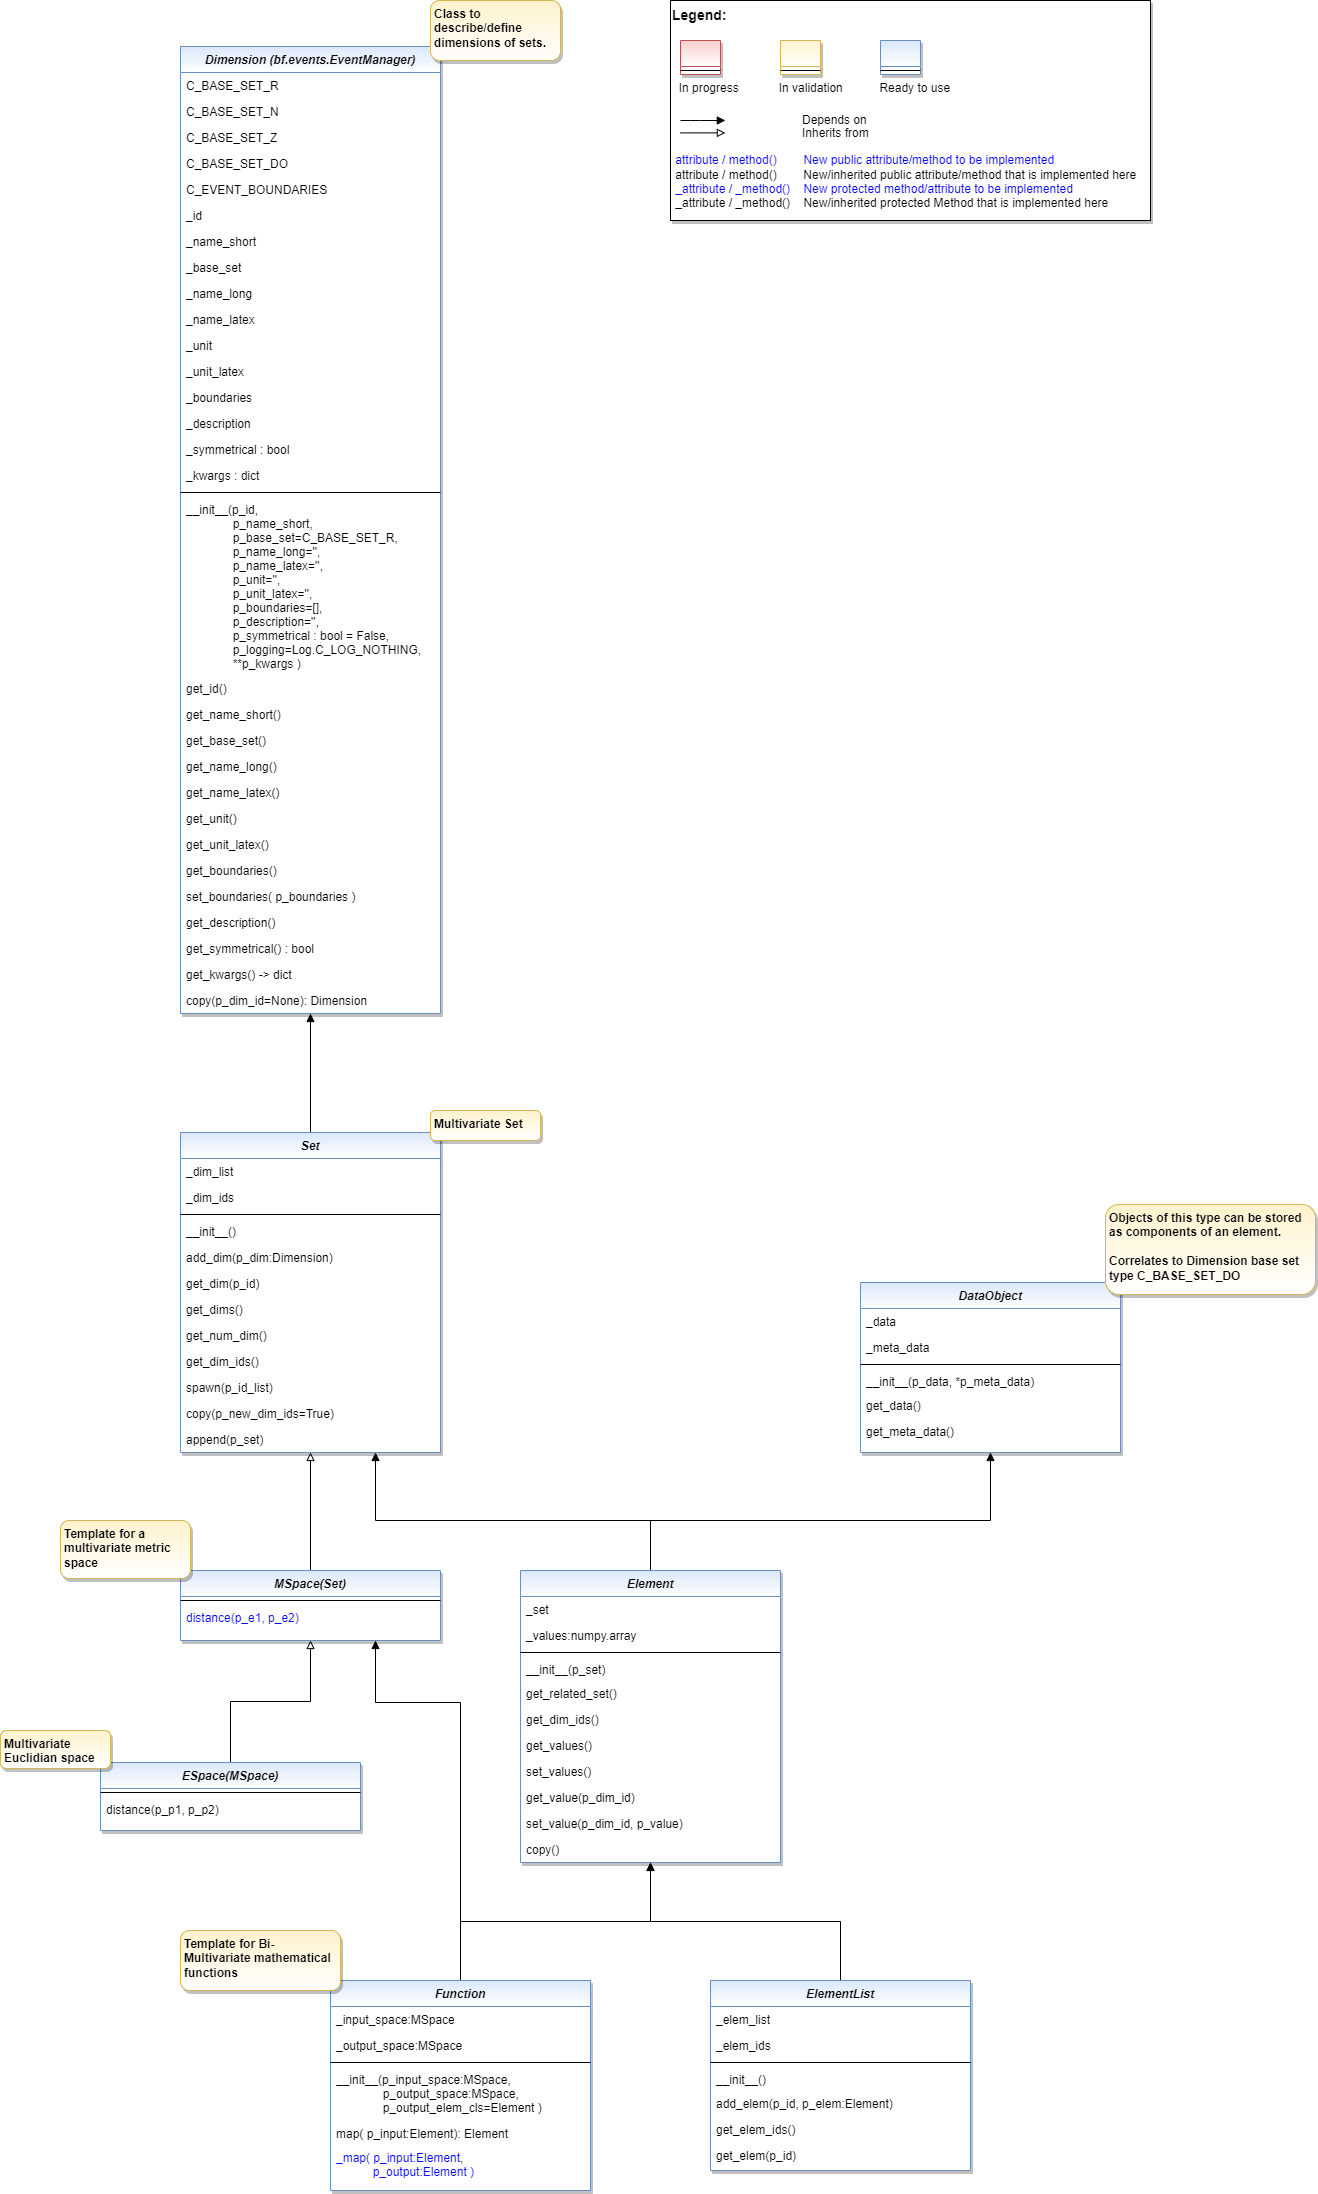 Class to
describe/define
dimensions of sets.
Dimension (bf.events.EventManager)
C_BASE_SET_R
C_BASE_SET_N
C_BASE_SET_Z
C_BASE_SET_DO
C_EVENT_BOUNDARIES
_id
_name_short
_base_set
_name_long
_name_latex
_unit
_unit_latex
_boundaries
_description
_symmetrical : bool
_kwargs : dict
__init__(p_id,
p_name_short,
p_base_set=C_BASE_SET_R,
p_name_long='',
p_name_latex='',
p_unit='',
p_unit_latex='',
p_boundaries=[],
p_description='',
p_symmetrical : bool = False,
p_logging=Log.C_LOG_NOTHING,
**p_kwargs )
get_id()
get_name_short()
get_base_set()
get_name_long()
get_name_latex()
get_unit()
get_unit_latex()
get_boundaries()
set_boundaries( p_boundaries )
get_description()
get_symmetrical() : bool
get_kwargs() -> dict
copy(p_dim_id=None): Dimension
Legend:
In progress
In validation
Ready to use
Depends on
Inherits from
attribute / method() New public attribute/method to be implemented
attribute / method() New/inherited public attribute/method that is implemented here
_attribute / _method() New protected method/attribute to be implemented
_attribute / _method() New/inherited protected Method that is implemented here
Multivariate Set
Set
_dim_list
_dim_ids
__init__()
add_dim(p_dim:Dimension)
get_dim(p_id)
get_dims()
get_num_dim()
get_dim_ids()
spawn(p_id_list)
copy(p_new_dim_ids=True)
append(p_set)
Objects of this type can be stored
as components of an element.
Correlates to Dimension base set
type C_BASE_SET_DO
DataObject
_data
_meta_data
__init__(p_data, *p_meta_data)
get_data()
get_meta_data()
Template for a
multivariate metric
space
MSpace(Set)
distance(p_e1, p_e2)
Element
_set
_values:numpy.array
__init__(p_set)
get_related_set()
get_dim_ids()
get_values()
set_values()
get_value(p_dim_id)
set_value(p_dim_id, p_value)
copy()
Multivariate
Euclidian space
ESpace(MSpace)
distance(p_p1, p_p2)
Template for Bi-
Multivariate mathematical
functions
Function
_input_space:MSpace
_output_space:MSpace
__init__(p_input_space:MSpace,
p_output_space:MSpace,
p_output_elem_cls=Element )
map( p_input:Element): Element
_map( p_input:Element,
p_output:Element )
ElementList
_elem_list
_elem_ids
__init__()
add_elem(p_id, p_elem:Element)
get_elem_ids()
get_elem(p_id)